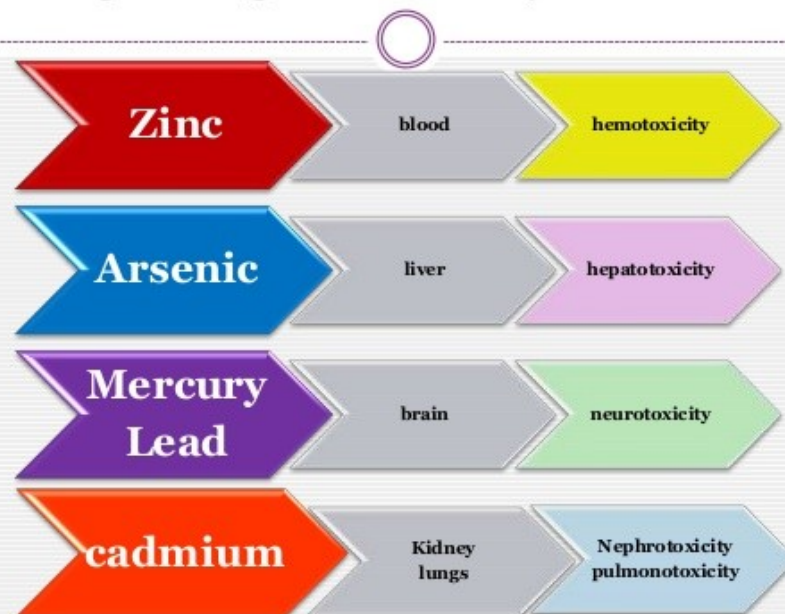 Zinc
blood
hemotoxicity
Arsenic
liver
hepatotoxicity
Mercury
Lead
brain
neurotoxicity
cadmium
Kidney
lungs
Nephrotoxicity
pulmonotoxicity